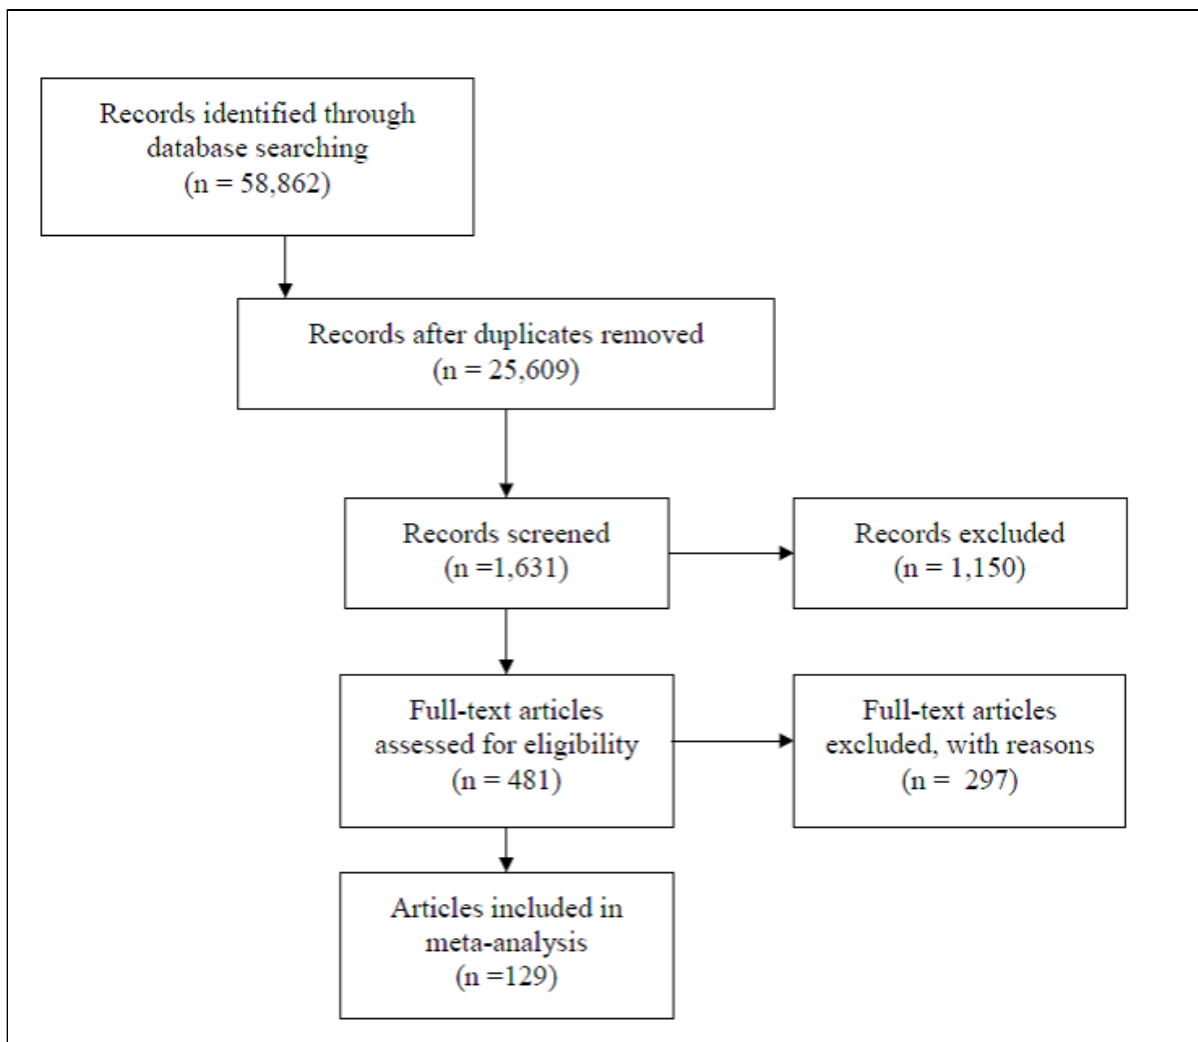 Records identified through
database searching
(n = 58,862)
Records after duplicates removed
(n = 25,609)
Records screened
(n =1,631)
Records excluded
(n = 1,150)
Full-text articles
assessed for eligibility
(n = 481)
Full-text articles
excluded, with reasons
(n =  297)
Articles included in
meta-analysis
(n =129)